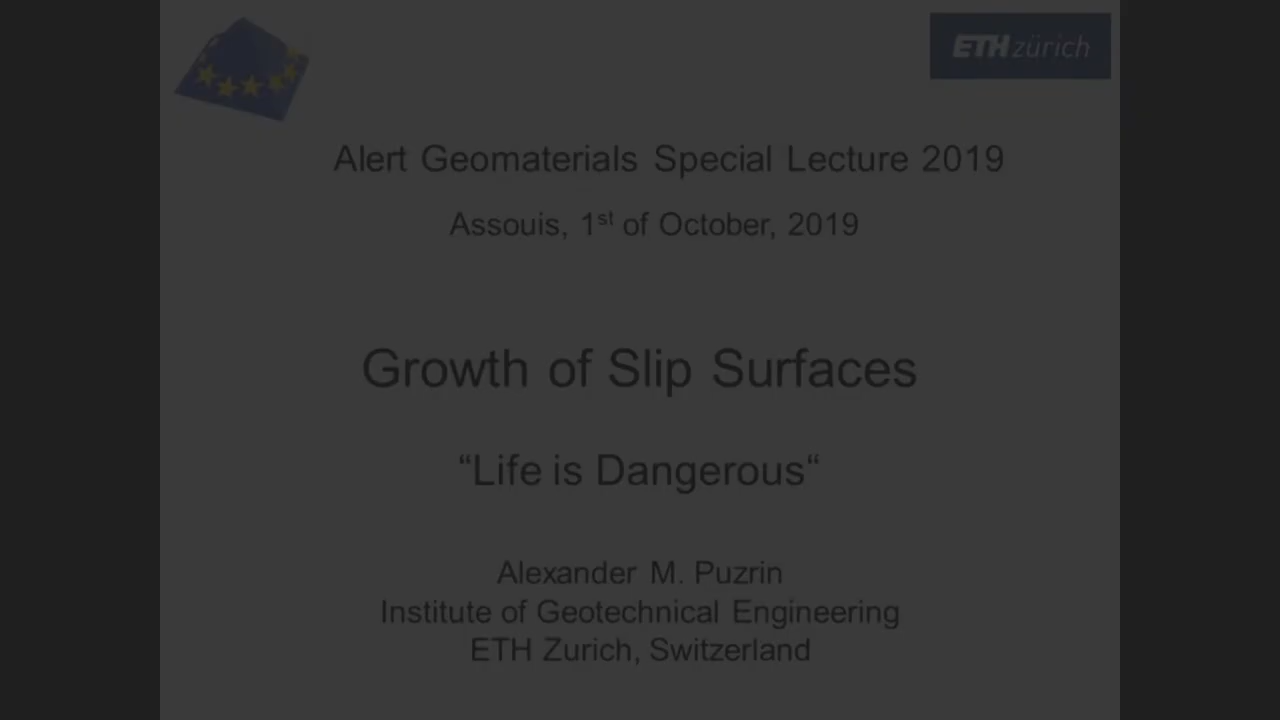 ETH zürich
Alert Geomaterials Special Lecture 2019
Assouis, 1st of October, 2019
Growth of Slip Surfaces
“Life is Dangerous“
Alexander M. Puzrin
Institute of Geotechnical Engineering
ETH Zurich, Switzerland